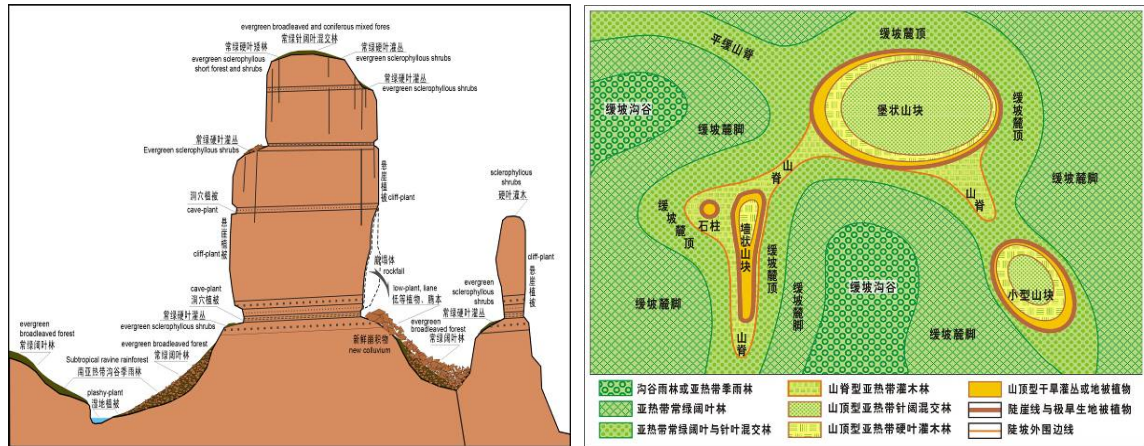 evergreen broadleaved and coniferous mixed fores
常绿针阔叶混交林
常绿硬叶矮林
evergreen sclerophyllous
short forest and shrubs
常绿硬叶灌丛
evergreen sclerophyllous shrubs
常绿硬叶灌丛
evergreen sclerophyllous shrubs
常绿硬叶灌丛
Evergreen sclerophyllous shrubs
悬崖植被
cliff-plant
sclerophyllous
shrubs
硬叶灌木
洞穴植被
cave-plant
悬崖植被
cliff-plant
崩塌体
rockfall
cliff-plant
悬崖植被
cave-plant
洞穴植被
low-plant, liane
低等植物、藤本
evergreen
sclerophyllous
shrubs
常绿硬叶灌丛
常绿硬叶灌丛
evergreen sclerophyllous shrubs
evergreen
broadleaved forest
常绿阔叶林
evergreen
broadleaved forest
常绿阔叶林
evergreen broadleaved forest
常绿阔叶林
Subtropical ravine rainforest
南亚热带沟谷季雨林
新鲜崩积物
new colluvium
plashy-plant
湿地植被
平缓山脊
缓坡麓顶
缓坡沟谷
堡状山块
缓坡麓顶
缓坡麓脚
山脊
缓坡麓脚
山脊
缓坡麓顶
石柱
墙状山块
缓坡麓顶
缓坡麓脚
缓坡麓脚
缓坡沟谷
小型山块
缓坡麓脚
山脊
沟谷雨林或亚热带季雨林
山脊型亚热带灌木林
山顶型干旱灌丛或地被植物
亚热带常绿阔叶林
山顶型亚热带针阔混交林
陡崖线与极旱生地被植物
亚热带常绿阔叶与针叶混交林
山顶型亚热带硬叶灌木林
陡坡外围边线